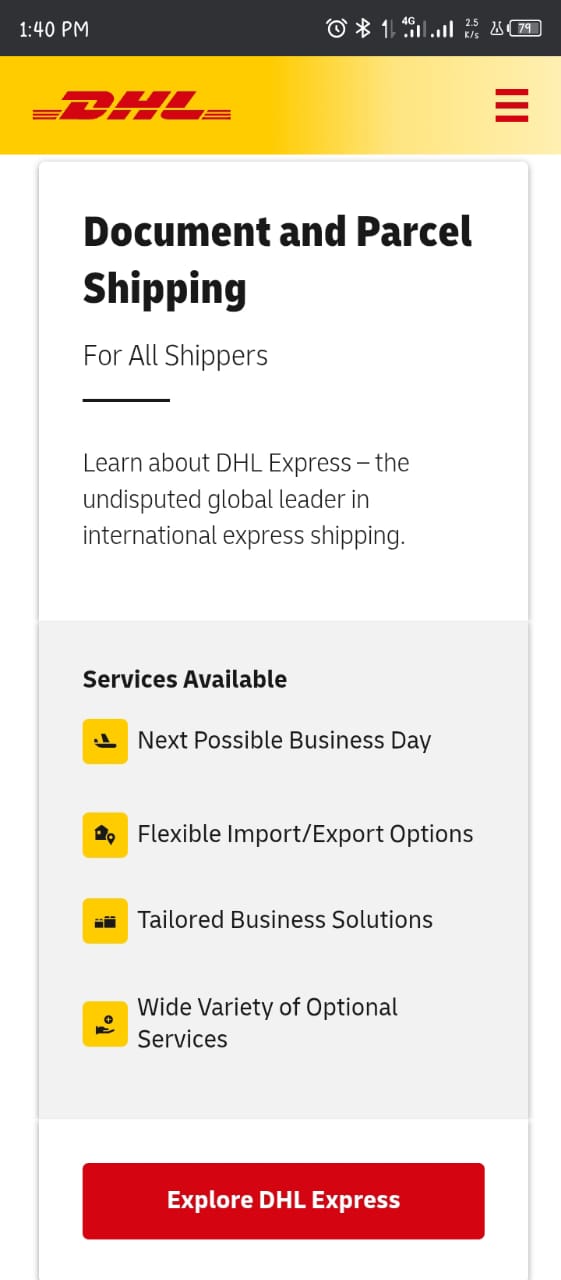 1:40 PM
4G
2.5
K/s
79
DHL
Document and Parcel
Shipping
For All Shippers
Learn about DHL Express – the
undisputed global leader in
international express shipping.
Services Available
Next Possible Business Day
Flexible Import/Export Options
Tailored Business Solutions
Wide Variety of Optional
Services
Explore DHL Express